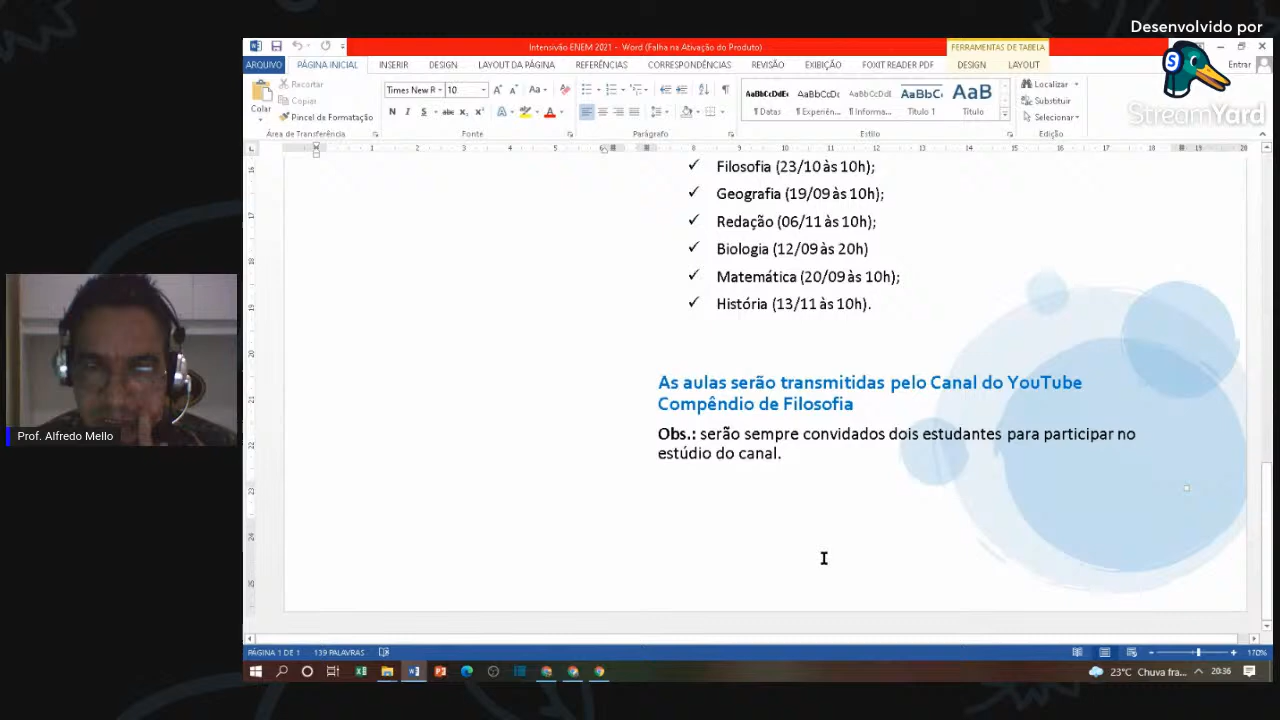 Desenvolvido por
StreamYard
Intensivão ENEM 2021 - Word (Falha na Ativação do Produto)
FERRAMENTAS DE TABELA
Entrar
ARQUIVO PÁGINA INICIAL INSERIR DESIGN LAYOUT DA PÁGINA REFERÊNCIAS CORRESPONDÊNCIAS REVISÃO EXIBIÇÃO FOXIT READER PDF DESIGN LAYOUT
Colar
Recortar
Copiar
Pincel da Formatação
Área de Transferência
Times New R 10
Fonte
Parágrafo
AaBbCcDdE AaBbCcDd AaBbCcDdI AaBbCc AaBb
¶ Datas ¶ Experiên... ¶ Informa... Título 1 Título
Estilo
Localizar
Substituir
Selecionar
Edição
✓ Filosofia (23/10 às 10h);
✓ Geografia (19/09 às 10h);
✓ Redação (06/11 às 10h);
✓ Biologia (12/09 às 20h)
✓ Matemática (20/09 às 10h);
✓ História (13/11 às 10h).
As aulas serão transmitidas pelo Canal do YouTube
Compêndio de Filosofia
Obs.: serão sempre convidados dois estudantes para participar no
estúdio do canal.
Prof. Alfredo Mello
PÁGINA 1 DE 1 139 PALAVRAS
170%
23°C Chuva fra... 20:36